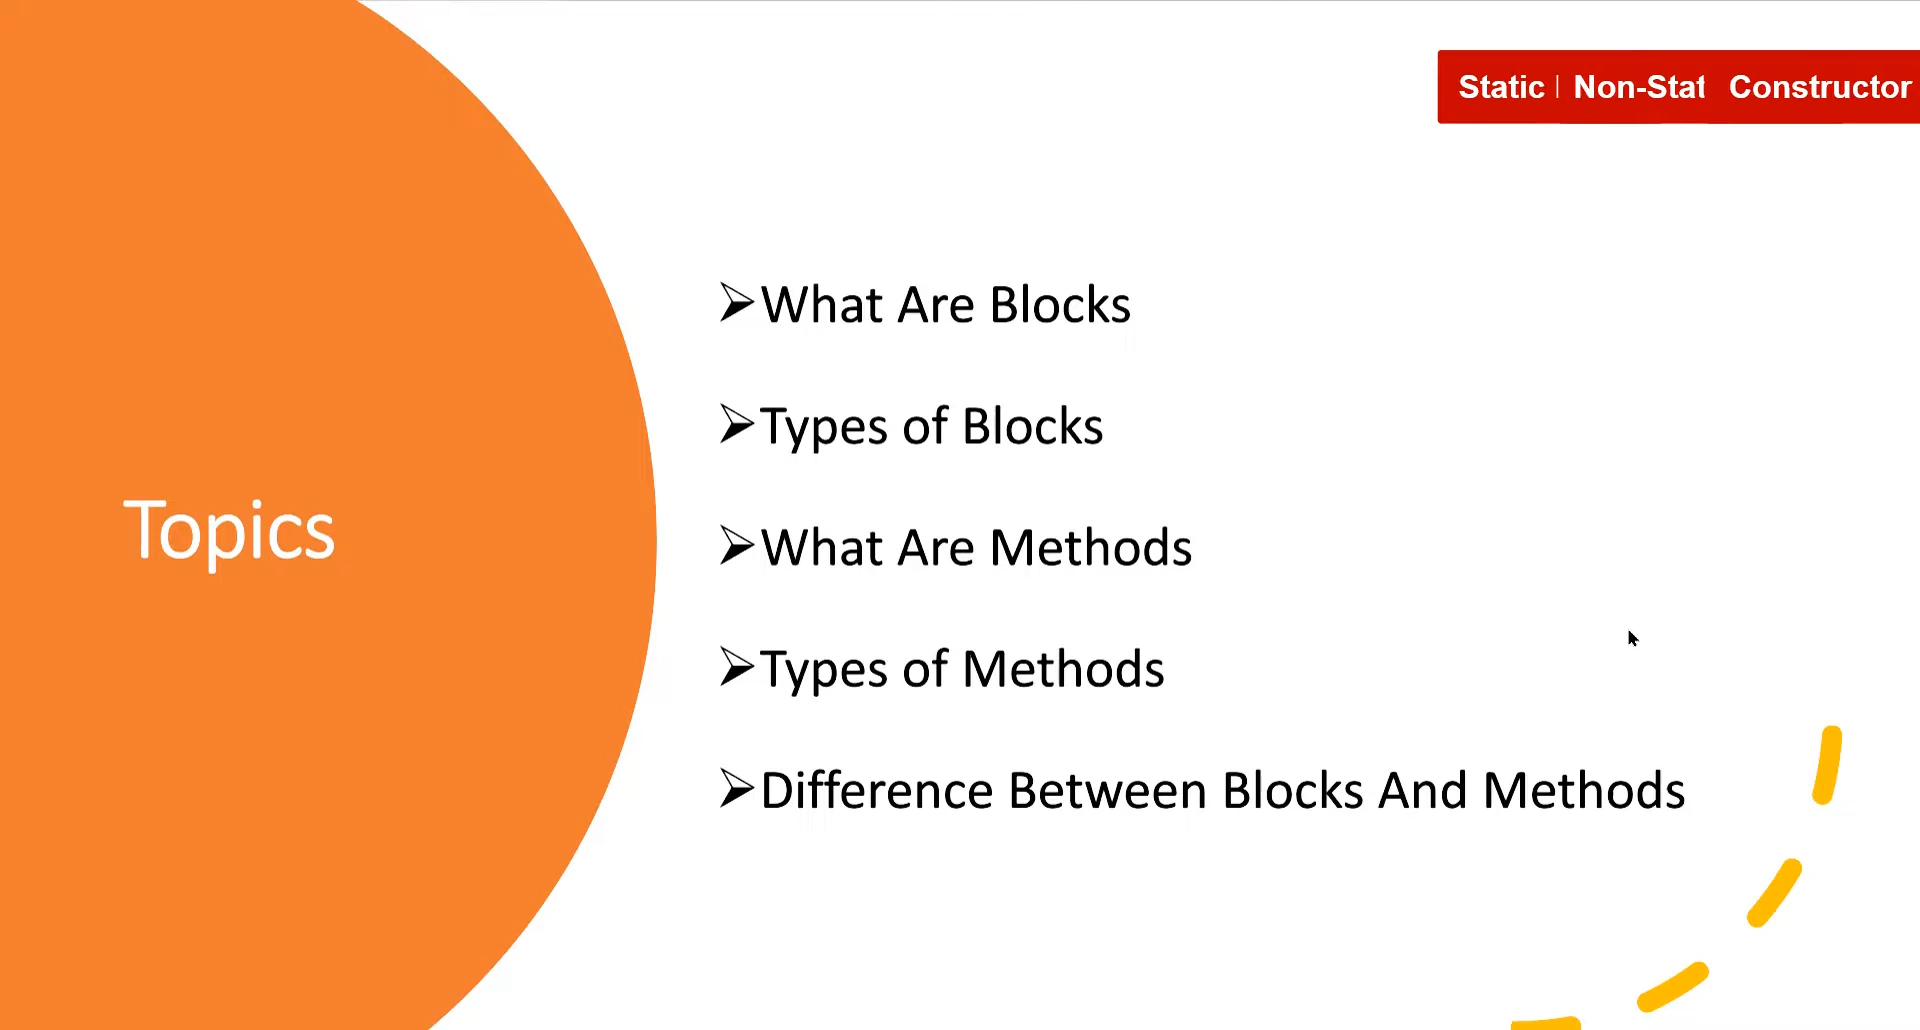 Static Non-Stat Constructor
What Are Blocks
Types of Blocks
Topics
What Are Methods
Types of Methods
Difference Between Blocks And Methods